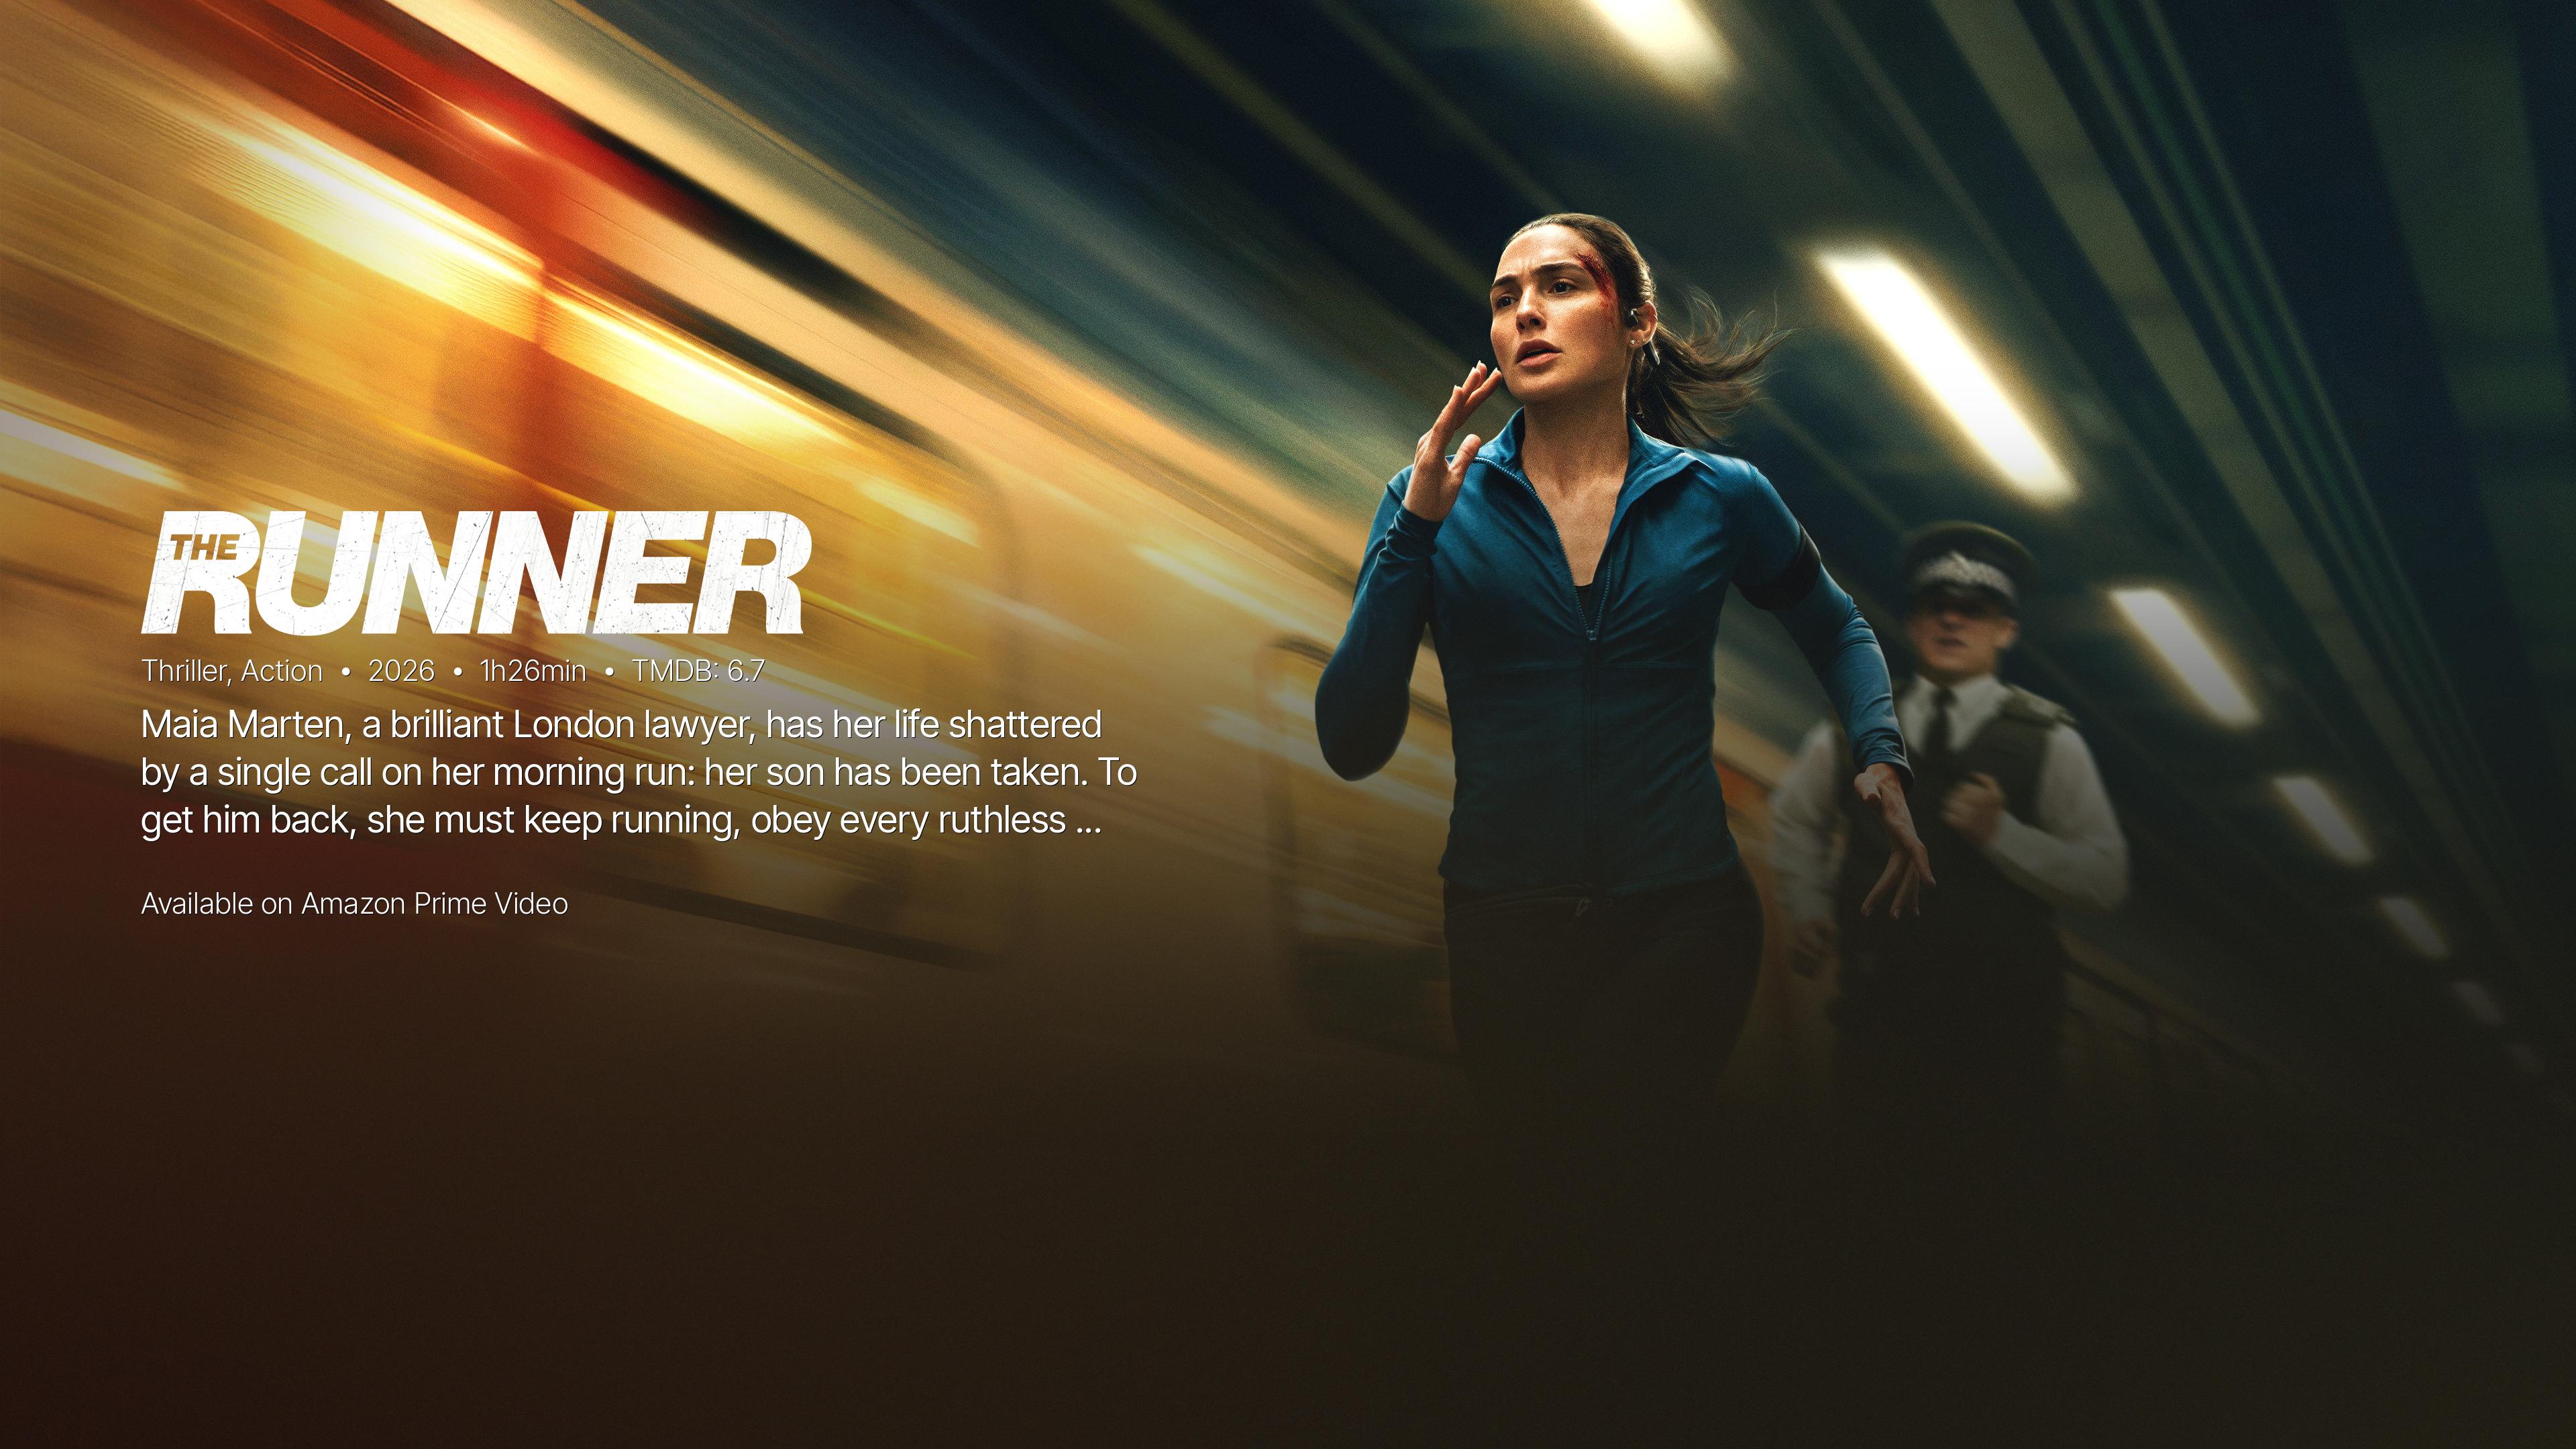 THE RUNNER
Thriller, Action • 2026 • 1h26min • TMDB: 6.7
Maia Marten, a brilliant London lawyer, has her life shattered
by a single call on her morning run: her son has been taken. To
get him back, she must keep running, obey every ruthless ...
Available on Amazon Prime Video